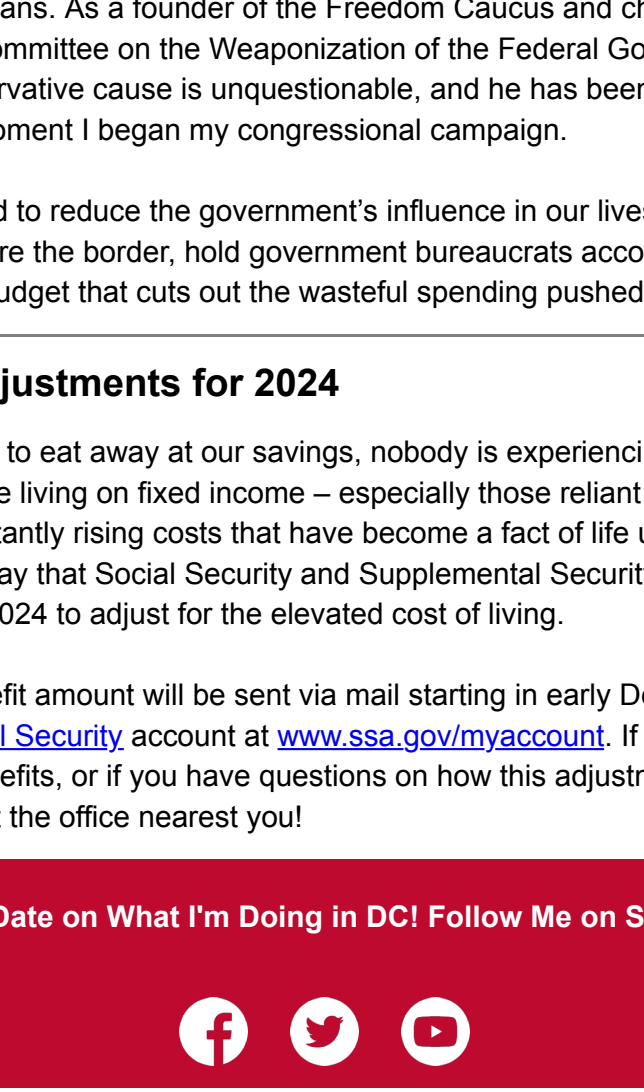 ans. As a founder of the Freedom Caucus and ch
ommittee on the Weaponization of the Federal Go
ervative cause is unquestionable, and he has been
oment I began my congressional campaign.
d to reduce the government’s influence in our lives
re the border, hold government bureaucrats acco
udget that cuts out the wasteful spending pushed
justments for 2024
to eat away at our savings, nobody is experienci
e living on fixed income – especially those reliant
tantly rising costs that have become a fact of life u
ay that Social Security and Supplemental Securit
024 to adjust for the elevated cost of living.
efit amount will be sent via mail starting in early De
l Security account at www.ssa.gov/myaccount. If
efits, or if you have questions on how this adjustm
t the office nearest you!
Date on What I'm Doing in DC! Follow Me on S